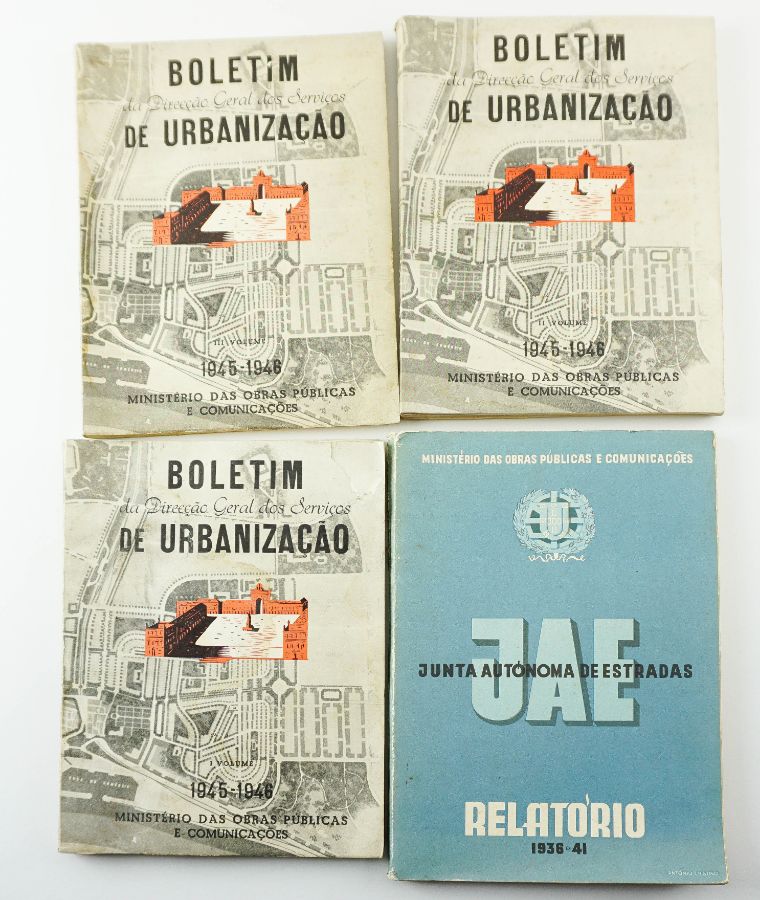 BOLETIM
da Direcção Geral dos Serviços
DE URBANIZAÇÃO
III VOLUME
1945-1946
MINISTÉRIO DAS OBRAS PÚBLICAS
E COMUNICAÇÕES
BOLETIM
da Direcção Geral dos Serviços
DE URBANIZAÇÃO
II VOLUME
1945-1946
MINISTÉRIO DAS OBRAS PÚBLICAS
E COMUNICAÇÕES
BOLETIM
da Direcção Geral dos Serviços
DE URBANIZAÇÃO
I VOLUME
1945-1946
MINISTÉRIO DAS OBRAS PÚBLICAS
E COMUNICAÇÕES
MINISTÉRIO DAS OBRAS PÚBLICAS E COMUNICAÇÕES
JAE
JUNTA AUTÓNOMA DE ESTRADAS
RELATÓRIO
1936-41